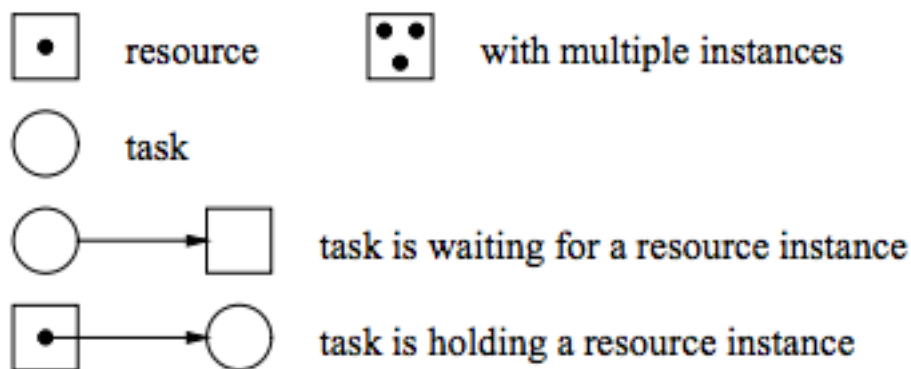 resource
with multiple instances
task
task is waiting for a resource instance
task is holding a resource instance